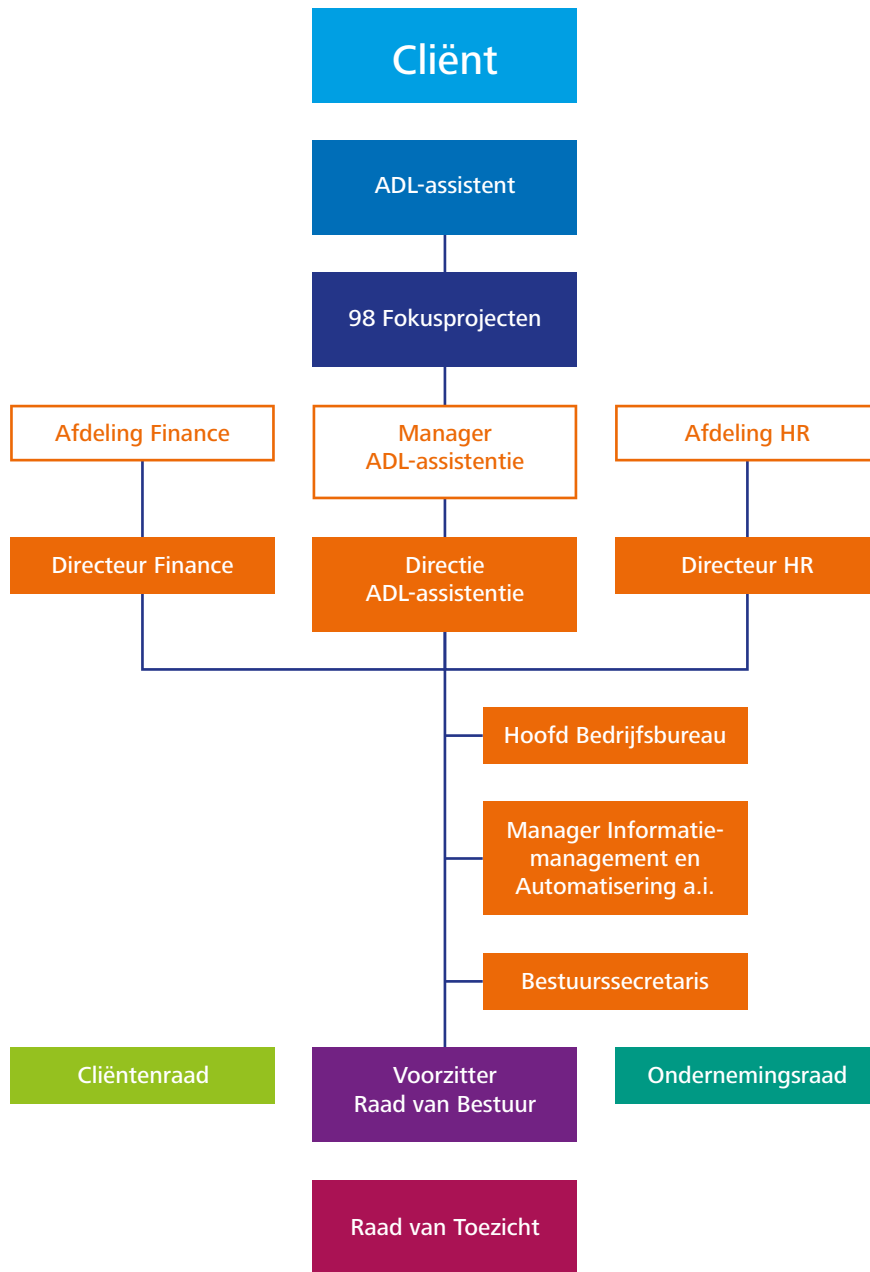 Cliënt
ADL-assistent
98 Fokusprojecten
Afdeling Finance
Manager
ADL-assistentie
Afdeling HR
Directeur Finance
Directie
ADL-assistentie
Directeur HR
Hoofd Bedrijfsbureau
Manager Informatie-
management en
Automatisering a.i.
Bestuurssecretaris
Cliëntenraad
Voorzitter
Raad van Bestuur
Ondernemingsraad
Raad van Toezicht